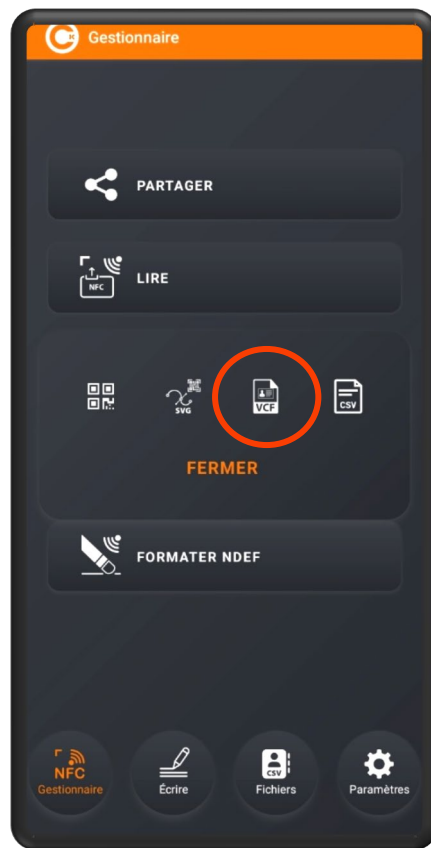 Gestionnaire
PARTAGER
NFC
LIRE
SVG
VCF
CSV
FERMER
FORMATER NDEF
NFC
Gestionnaire
Écrire
CSV
Fichiers
Paramètres